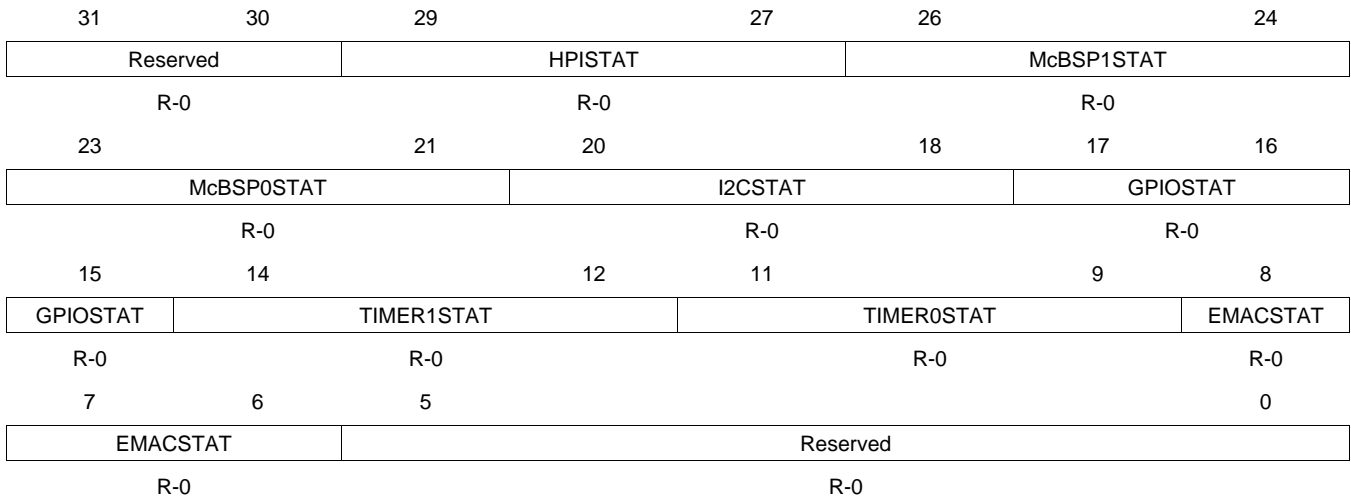 31 30 29 27 26 24
Reserved HPISTAT McBSP1STAT
R-0 R-0 R-0
23 21 20 18 17 16
McBSP0STAT I2CSTAT GPIOSTAT
R-0 R-0 R-0
15 14 12 11 9 8
GPIOSTAT TIMER1STAT TIMER0STAT EMACSTAT
R-0 R-0 R-0 R-0
7 6 5 0
EMACSTAT Reserved
R-0 R-0